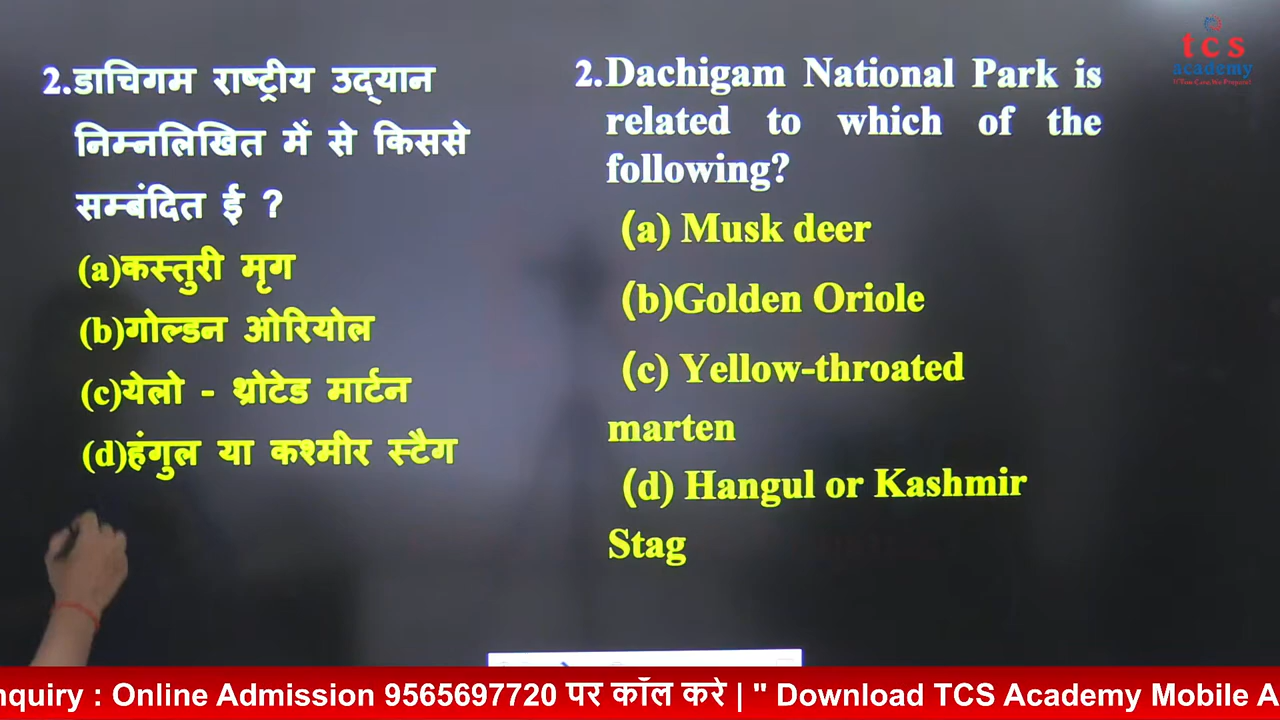 2.डाचिगम राष्ट्रीय उद्यान
निम्नलिखित में से किससे
सम्बंदित ई ?
(a)कस्तुरी मृग
(b)गोल्डन ओरियोल
(c)येलो - थ्रोटेड मार्टन
(d)हंगुल या कश्मीर स्टैग
2.Dachigam National Park is
related to which of the
following?
(a) Musk deer
(b)Golden Oriole
(c) Yellow-throated
marten
(d) Hangul or Kashmir
Stag
tcs
academy
nquiry : Online Admission 9565697720 पर कॉल करे | " Download TCS Academy Mobile A